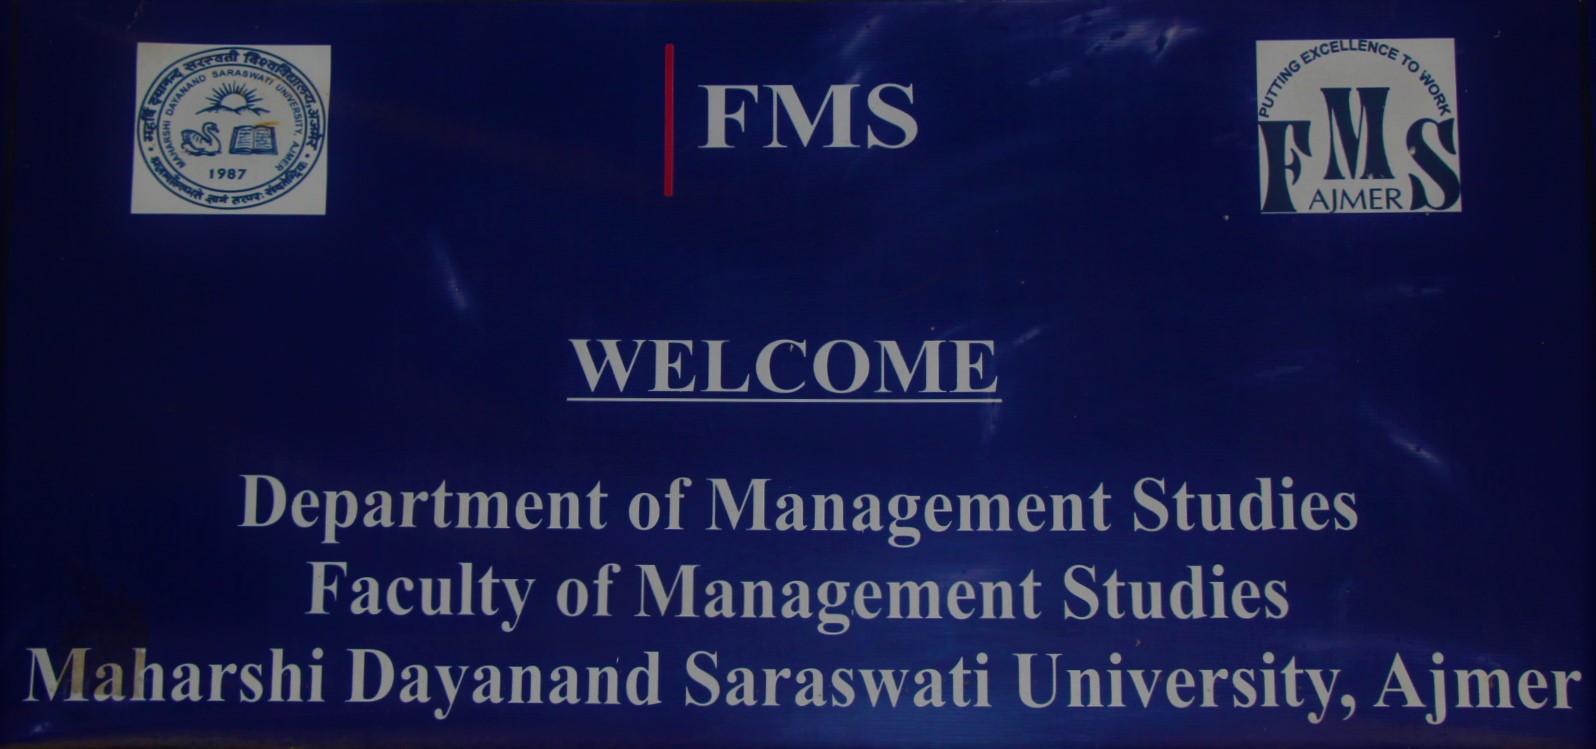 महर्षि दयानन्द सरस्वती विश्वविद्यालय, अजमेर
MAHARSHI DAYANAND SARASWATI UNIVERSITY, AJMER
1987
FMS
PUTTING EXCELLENCE TO WORK
FMS
AJMER
WELCOME
Department of Management Studies
Faculty of Management Studies
Maharshi Dayanand Saraswati University, Ajmer